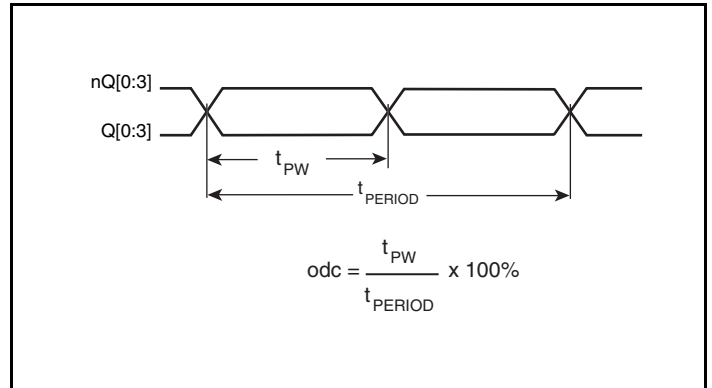 nQ[0:3]
Q[0:3]
tPW
tPERIOD
odc = tPW / tPERIOD x 100%